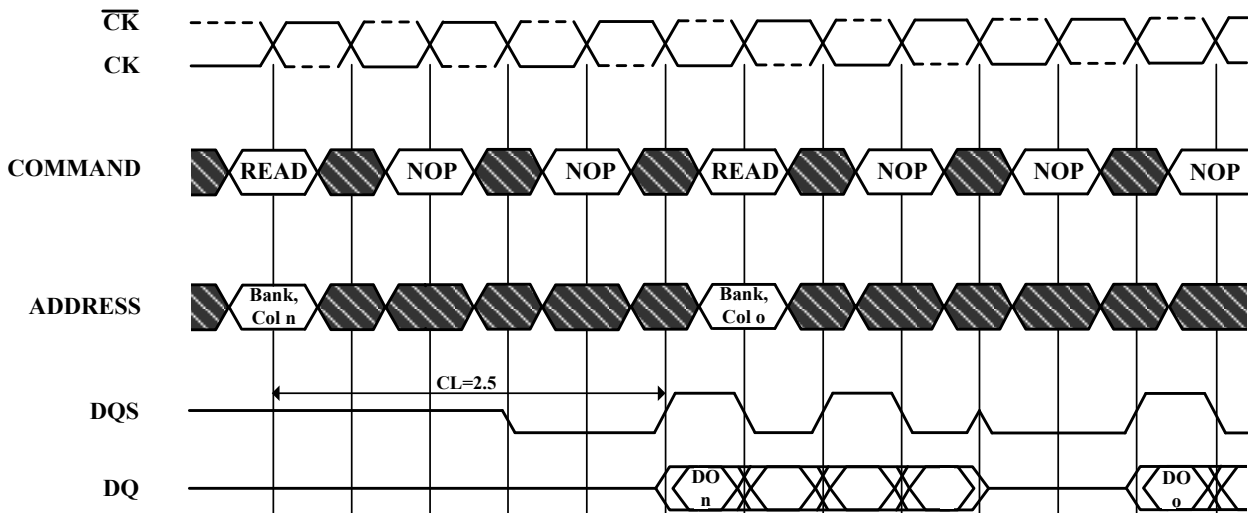 C̅K̅
CK
COMMAND
READ NOP NOP READ NOP NOP NOP
ADDRESS
Bank,
Col n
Bank,
Col o
CL=2.5
DQS
DQ
DO
n
DO
o